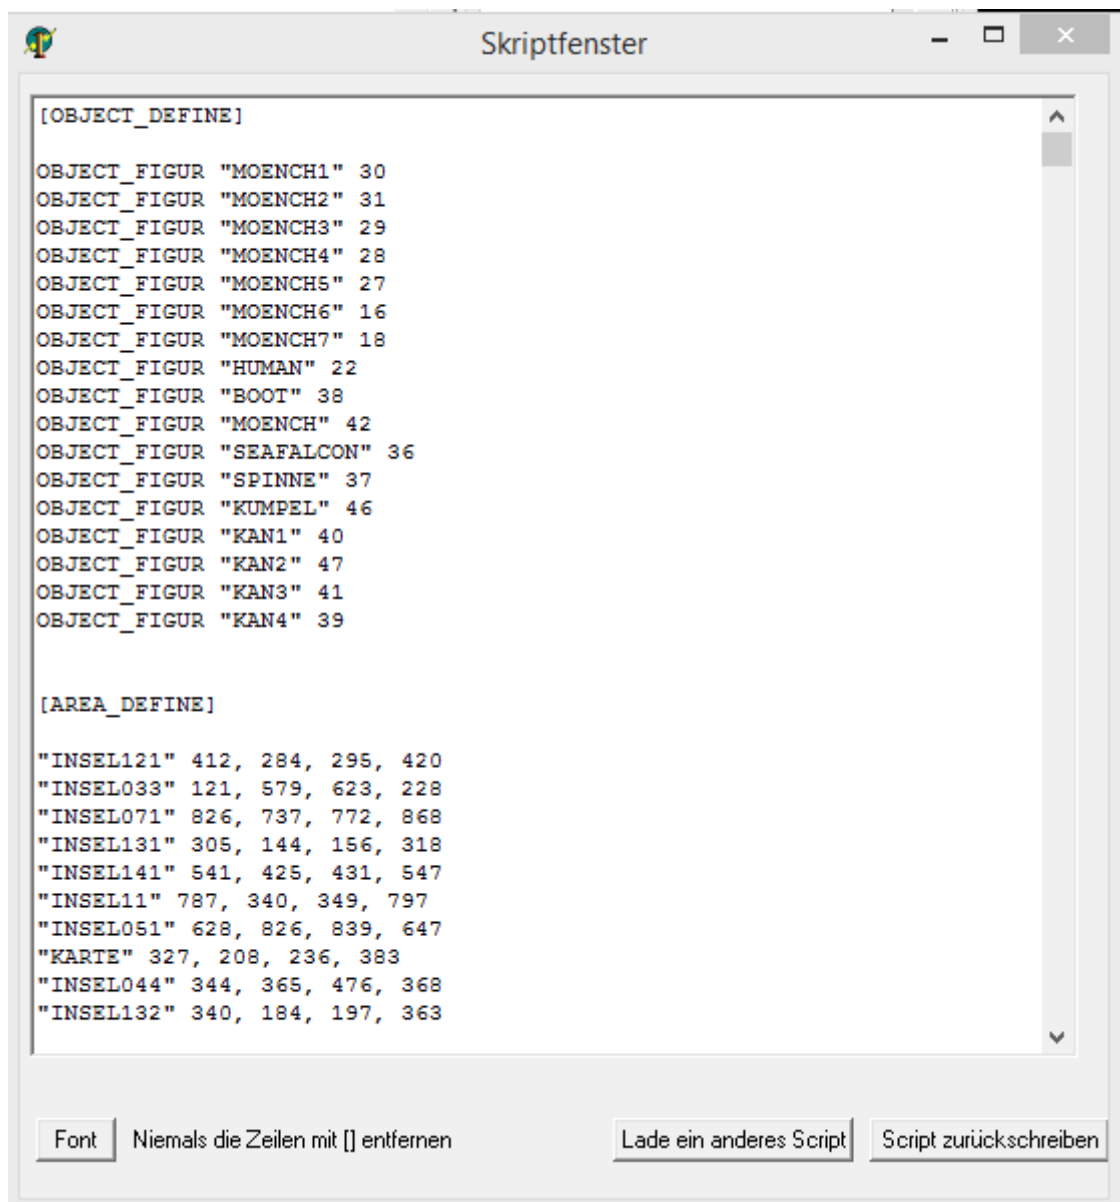 Skriptfenster
[OBJECT_DEFINE]
OBJECT_FIGUR "MOENCH1" 30
OBJECT_FIGUR "MOENCH2" 31
OBJECT_FIGUR "MOENCH3" 29
OBJECT_FIGUR "MOENCH4" 28
OBJECT_FIGUR "MOENCH5" 27
OBJECT_FIGUR "MOENCH6" 16
OBJECT_FIGUR "MOENCH7" 18
OBJECT_FIGUR "HUMAN" 22
OBJECT_FIGUR "BOOT" 38
OBJECT_FIGUR "MOENCH" 42
OBJECT_FIGUR "SEAFALCON" 36
OBJECT_FIGUR "SPINNE" 37
OBJECT_FIGUR "KUMPEL" 46
OBJECT_FIGUR "KAN1" 40
OBJECT_FIGUR "KAN2" 47
OBJECT_FIGUR "KAN3" 41
OBJECT_FIGUR "KAN4" 39
[AREA_DEFINE]
"INSEL121" 412, 284, 295, 420
"INSEL033" 121, 579, 623, 228
"INSEL071" 826, 737, 772, 868
"INSEL131" 305, 144, 156, 318
"INSEL141" 541, 425, 431, 547
"INSEL11" 787, 340, 349, 797
"INSEL051" 628, 826, 839, 647
"KARTE" 327, 208, 236, 383
"INSEL044" 344, 365, 476, 368
"INSEL132" 340, 184, 197, 363
Font Niemals die Zeilen mit [] entfernen Lade ein anderes Script Script zurückschreiben